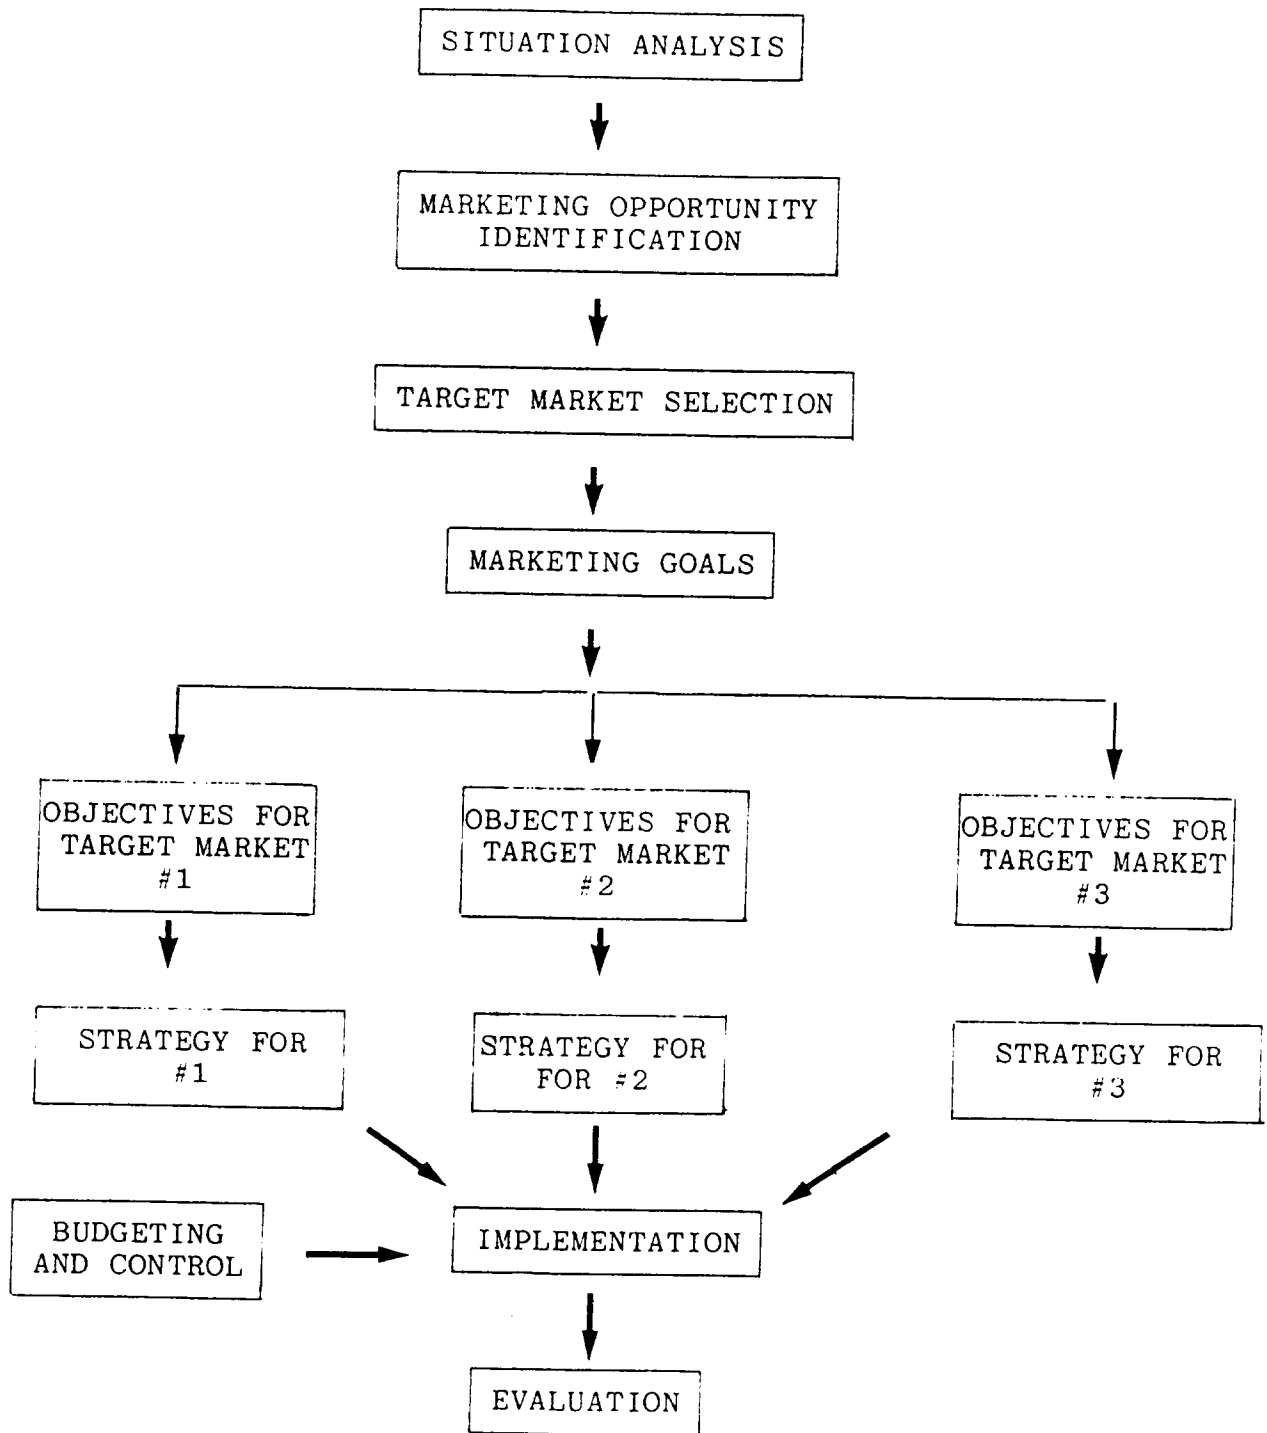 SITUATION ANALYSIS
MARKETING OPPORTUNITY
IDENTIFICATION
TARGET MARKET SELECTION
MARKETING GOALS
OBJECTIVES FOR
TARGET MARKET
#1
OBJECTIVES FOR
TARGET MARKET
#2
OBJECTIVES FOR
TARGET MARKET
#3
STRATEGY FOR
#1
STRATEGY FOR
FOR #2
STRATEGY FOR
#3
BUDGETING
AND CONTROL
IMPLEMENTATION
EVALUATION